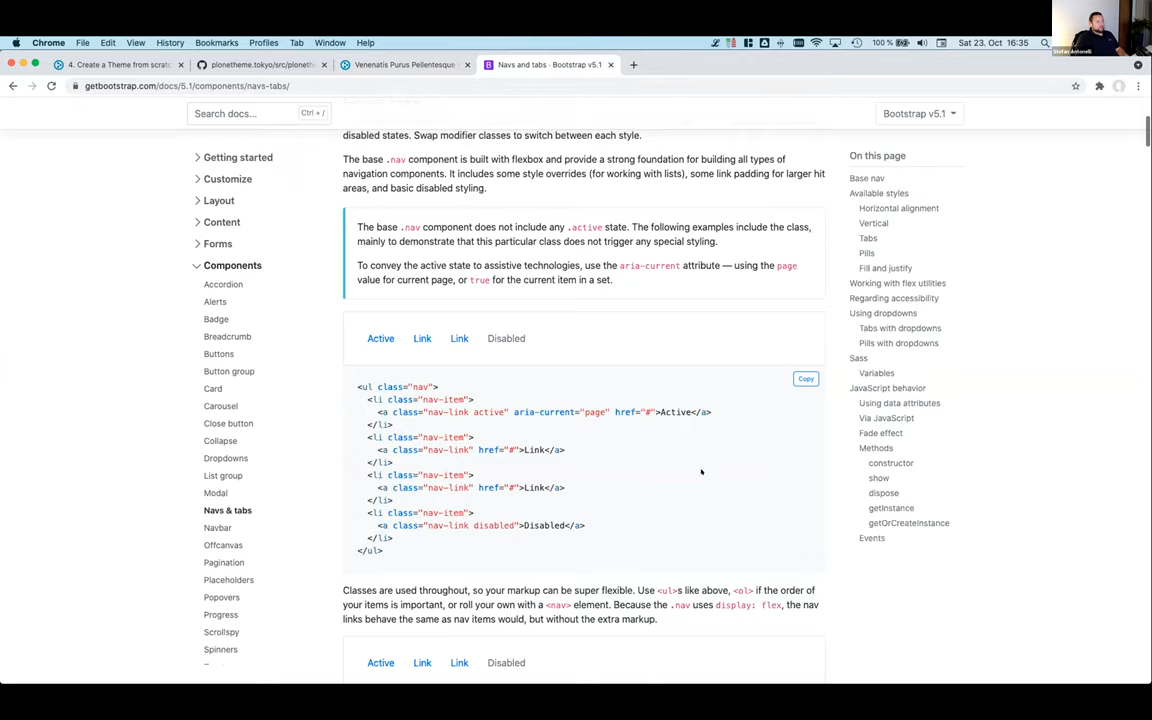 Chrome File Edit View History Bookmarks Profiles Tab Window Help 100 % Sat 23. Oct 16:35
Stefan Antonelli
4. Create a Theme from scratc
plonetheme.tokyo/src/ploneth
Venenatis Purus Pellentesque
Navs and tabs · Bootstrap v5.1
getbootstrap.com/docs/5.1/components/navs-tabs/
Search docs... Ctrl + /
Bootstrap v5.1
Getting started
Customize
Layout
Content
Forms
Components
Accordion
Alerts
Badge
Breadcrumb
Buttons
Button group
Card
Carousel
Close button
Collapse
Dropdowns
List group
Modal
Navs & tabs
Navbar
Offcanvas
Pagination
Placeholders
Popovers
Progress
Scrollspy
Spinners
disabled states. Swap modifier classes to switch between each style.
The base .nav component is built with flexbox and provide a strong foundation for building all types of
navigation components. It includes some style overrides (for working with lists), some link padding for larger hit
areas, and basic disabled styling.
The base .nav component does not include any .active state. The following examples include the class,
mainly to demonstrate that this particular class does not trigger any special styling.
To convey the active state to assistive technologies, use the aria-current attribute — using the page
value for current page, or true for the current item in a set.
Active Link Link Disabled
Copy
<ul class="nav">
<li class="nav-item">
<a class="nav-link active" aria-current="page" href="#">Active</a>
</li>
<li class="nav-item">
<a class="nav-link" href="#">Link</a>
</li>
<li class="nav-item">
<a class="nav-link" href="#">Link</a>
</li>
<li class="nav-item">
<a class="nav-link disabled">Disabled</a>
</li>
</ul>
Classes are used throughout, so your markup can be super flexible. Use <ul>s like above, <ol> if the order of
your items is important, or roll your own with a <nav> element. Because the .nav uses display: flex, the nav
links behave the same as nav items would, but without the extra markup.
Active Link Link Disabled
On this page
Base nav
Available styles
Horizontal alignment
Vertical
Tabs
Pills
Fill and justify
Working with flex utilities
Regarding accessibility
Using dropdowns
Tabs with dropdowns
Pills with dropdowns
Sass
Variables
JavaScript behavior
Using data attributes
Via JavaScript
Fade effect
Methods
constructor
show
dispose
getInstance
getOrCreateInstance
Events